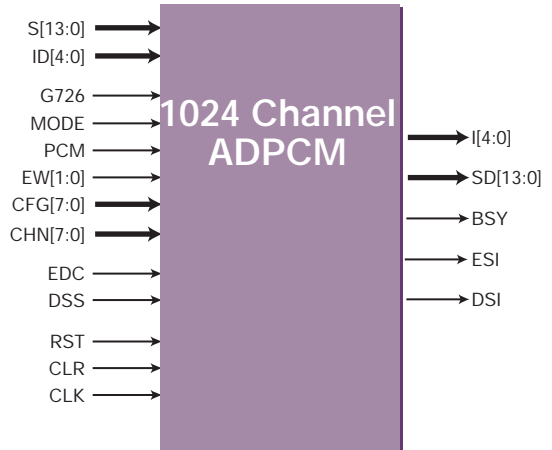 S[13:0]
ID[4:0]
G726
MODE
PCM
EW[1:0]
CFG[7:0]
CHN[7:0]
EDC
DSS
RST
CLR
CLK
1024 Channel
ADPCM
I[4:0]
SD[13:0]
BSY
ESI
DSI